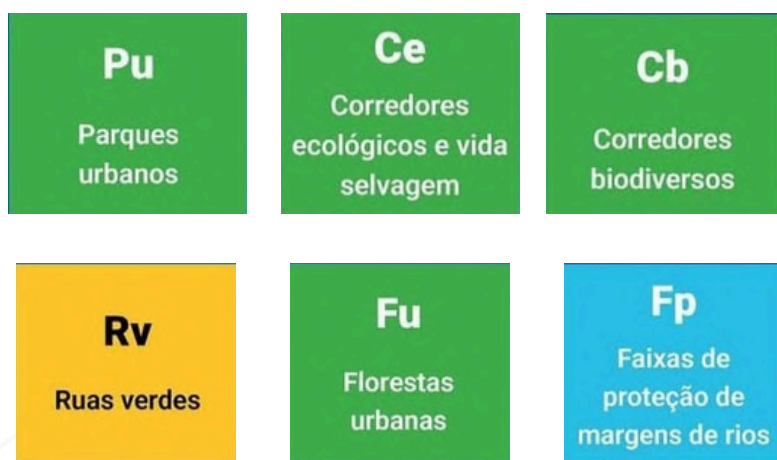 Pu
Parques
urbanos
Ce
Corredores
ecológicos e vida
selvagem
Cb
Corredores
biodiversos
Rv
Ruas verdes
Fu
Florestas
urbanas
Fp
Faixas de
proteção de
margens de rios